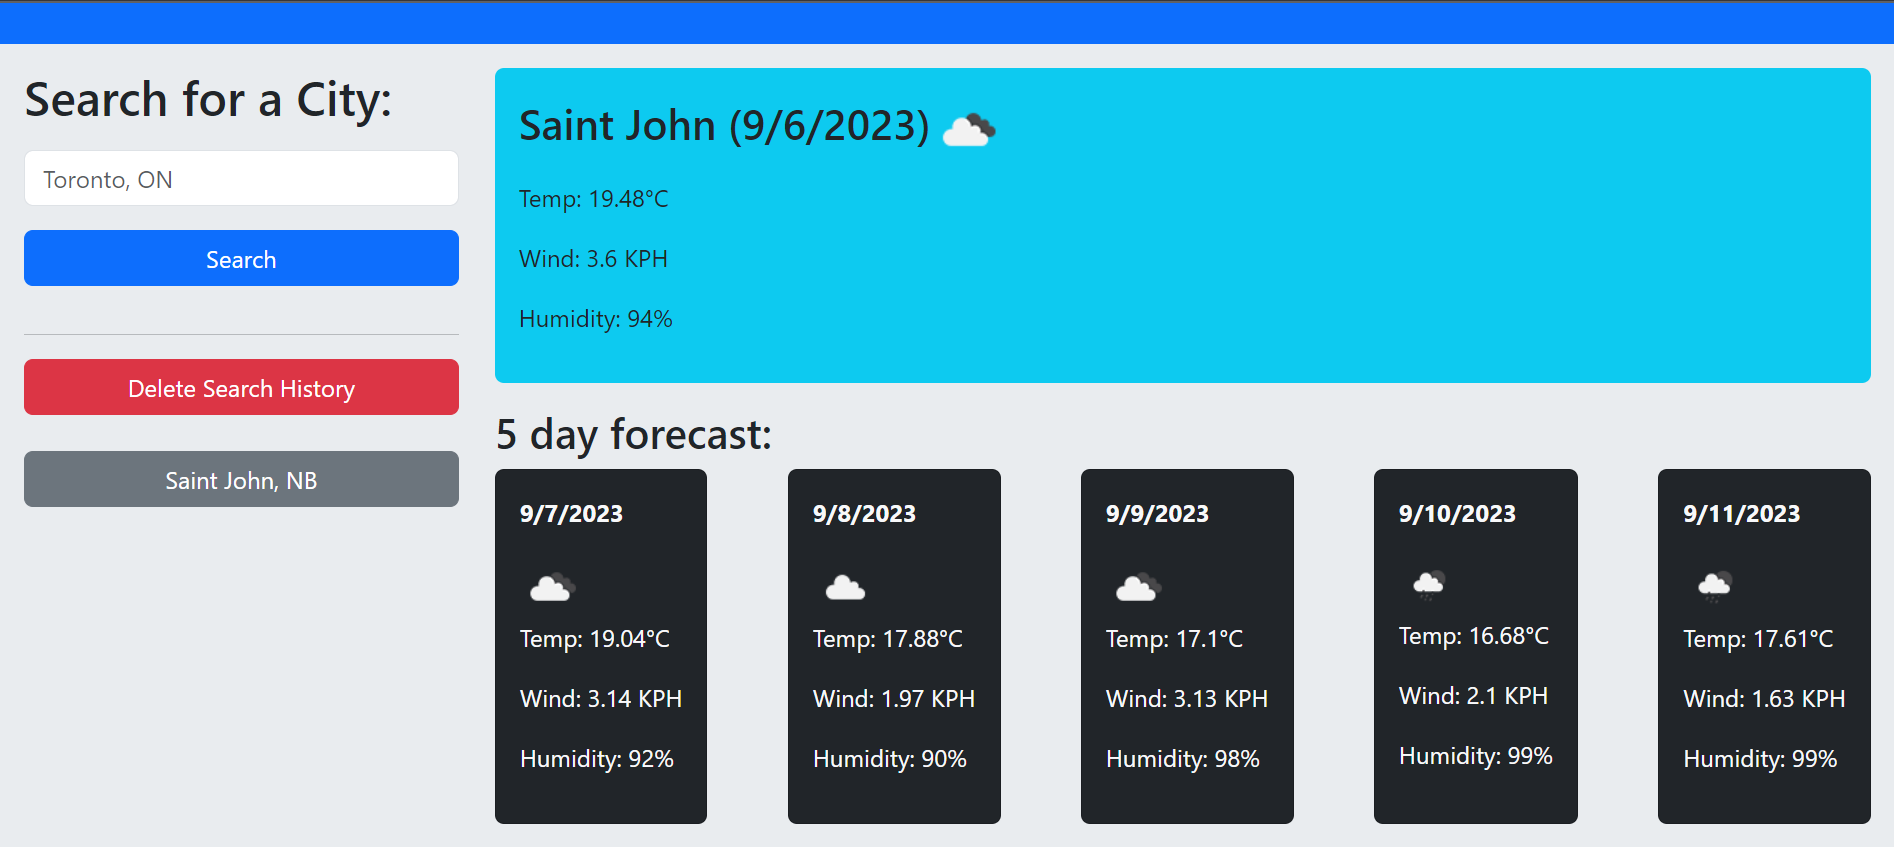 Search for a City:
Toronto, ON
Search
Delete Search History
Saint John, NB
Saint John (9/6/2023)
Temp: 19.48°C
Wind: 3.6 KPH
Humidity: 94%
5 day forecast:
9/7/2023
Temp: 19.04°C
Wind: 3.14 KPH
Humidity: 92%
9/8/2023
Temp: 17.88°C
Wind: 1.97 KPH
Humidity: 90%
9/9/2023
Temp: 17.1°C
Wind: 3.13 KPH
Humidity: 98%
9/10/2023
Temp: 16.68°C
Wind: 2.1 KPH
Humidity: 99%
9/11/2023
Temp: 17.61°C
Wind: 1.63 KPH
Humidity: 99%